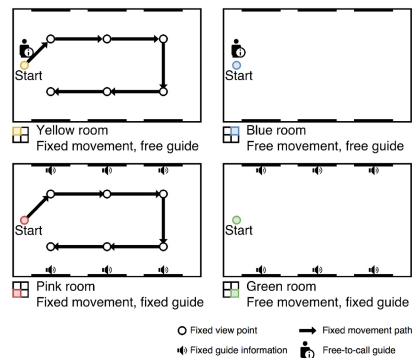 Start
Start
Yellow room
Fixed movement, free guide
Blue room
Free movement, free guide
Start
Start
Pink room
Fixed movement, fixed guide
Green room
Free movement, fixed guide
Fixed view point
Fixed movement path
Fixed guide information
Free-to-call guide